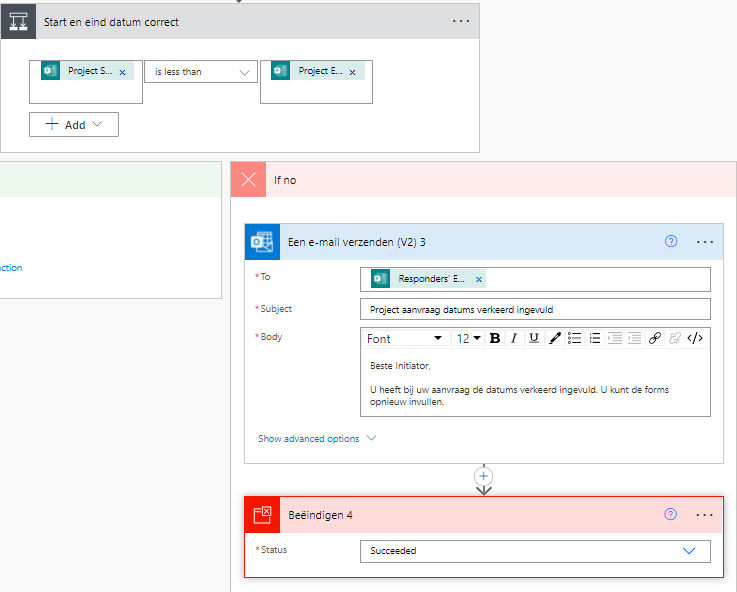 Start en eind datum correct
Project S...
is less than
Project E...
Add
If no
ction
Een e-mail verzenden (V2) 3
* To
Responders' E...
* Subject
Project aanvraag datums verkeerd ingevuld
* Body
Font
12
B I U
</>
Beste Initiator,
U heeft bij uw aanvraag de datums verkeerd ingevuld. U kunt de forms
opnieuw invullen.
Show advanced options
Beëindigen 4
* Status
Succeeded